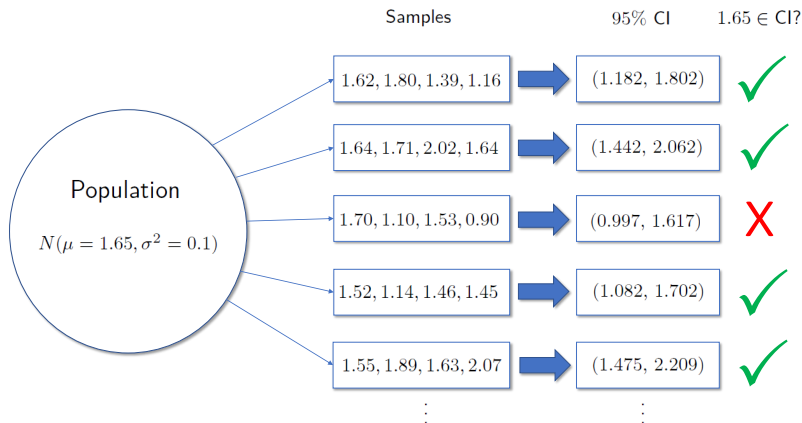 Samples 95% CI 1.65 ∈ CI?
1.62, 1.80, 1.39, 1.16 (1.182, 1.802)
1.64, 1.71, 2.02, 1.64 (1.442, 2.062)
Population
1.70, 1.10, 1.53, 0.90 (0.997, 1.617) X
N(μ = 1.65, σ² = 0.1)
1.52, 1.14, 1.46, 1.45 (1.082, 1.702)
1.55, 1.89, 1.63, 2.07 (1.475, 2.209)
⋮ ⋮